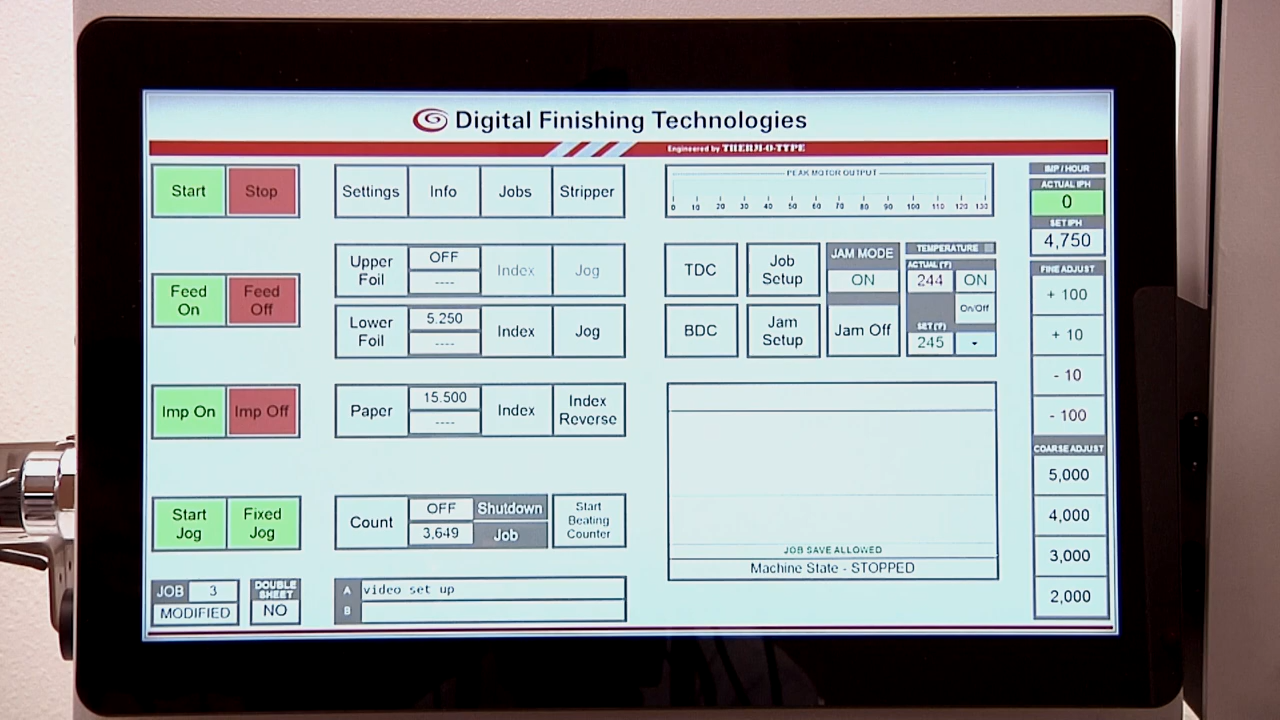 Digital Finishing Technologies
Engineered by THERM-O-TYPE
Start
Stop
Settings
Info
Jobs
Stripper
PEAK MOTOR OUTPUT
0 10 20 30 40 50 60 70 80 90 100 110 120 130
IMP / HOUR
ACTUAL IPH
0
SET IPH
4,750
Feed
On
Feed
Off
Upper
Foil
OFF
----
Index
Jog
Lower
Foil
5.250
----
Index
Jog
TDC
Job
Setup
JAM MODE
ON
BDC
Jam
Setup
Jam Off
TEMPERATURE
ACTUAL (°F)
244
ON
On/Off
SET (°F)
245
-
FINE ADJUST
+ 100
+ 10
- 10
- 100
Imp On
Imp Off
Paper
15.500
----
Index
Index
Reverse
COARSE ADJUST
5,000
4,000
3,000
2,000
Start
Jog
Fixed
Jog
Count
OFF
Shutdown
3,649
Job
Start
Beating
Counter
JOB SAVE ALLOWED
Machine State - STOPPED
JOB 3
MODIFIED
DOUBLE
SHEET
NO
A video set up
B